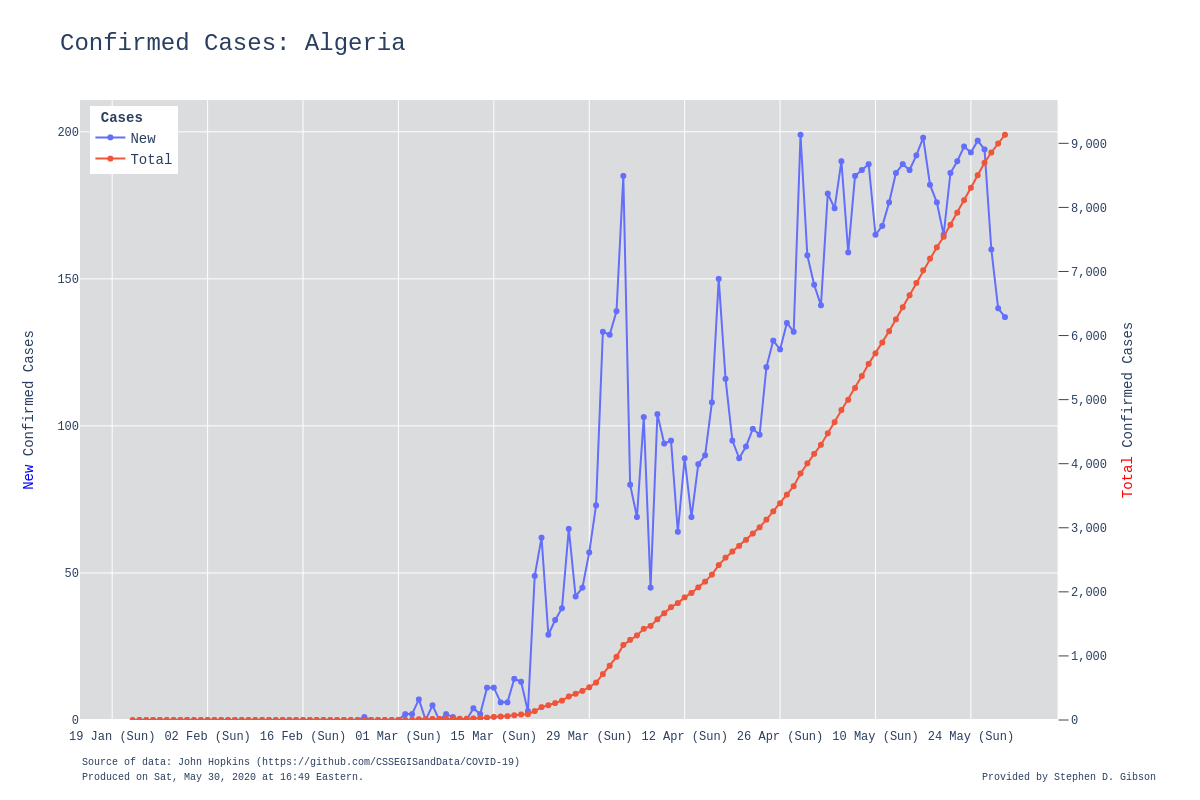 Confirmed Cases: Algeria
Cases
New
Total
200
150
100
50
0
9,000
8,000
7,000
6,000
5,000
4,000
3,000
2,000
1,000
0
New Confirmed Cases
Total Confirmed Cases
19 Jan (Sun) 02 Feb (Sun) 16 Feb (Sun) 01 Mar (Sun) 15 Mar (Sun) 29 Mar (Sun) 12 Apr (Sun) 26 Apr (Sun) 10 May (Sun) 24 May (Sun)
Source of data: John Hopkins (https://github.com/CSSEGISandData/COVID-19)
Produced on Sat, May 30, 2020 at 16:49 Eastern.
Provided by Stephen D. Gibson